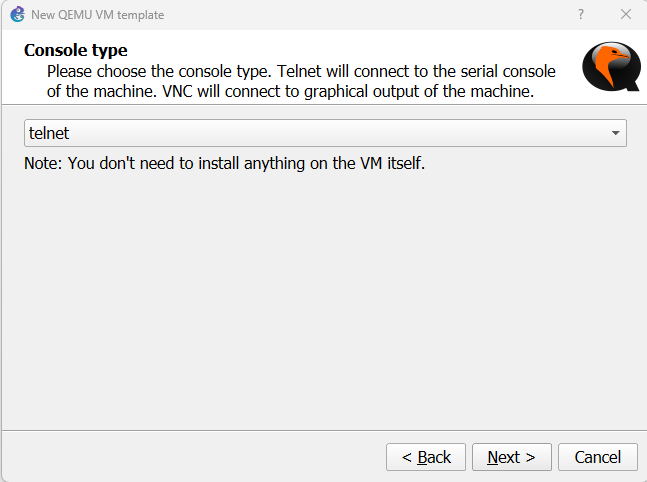 New QEMU VM template
?
Console type
Please choose the console type. Telnet will connect to the serial console
of the machine. VNC will connect to graphical output of the machine.
telnet
Note: You don't need to install anything on the VM itself.
< Back
Next >
Cancel